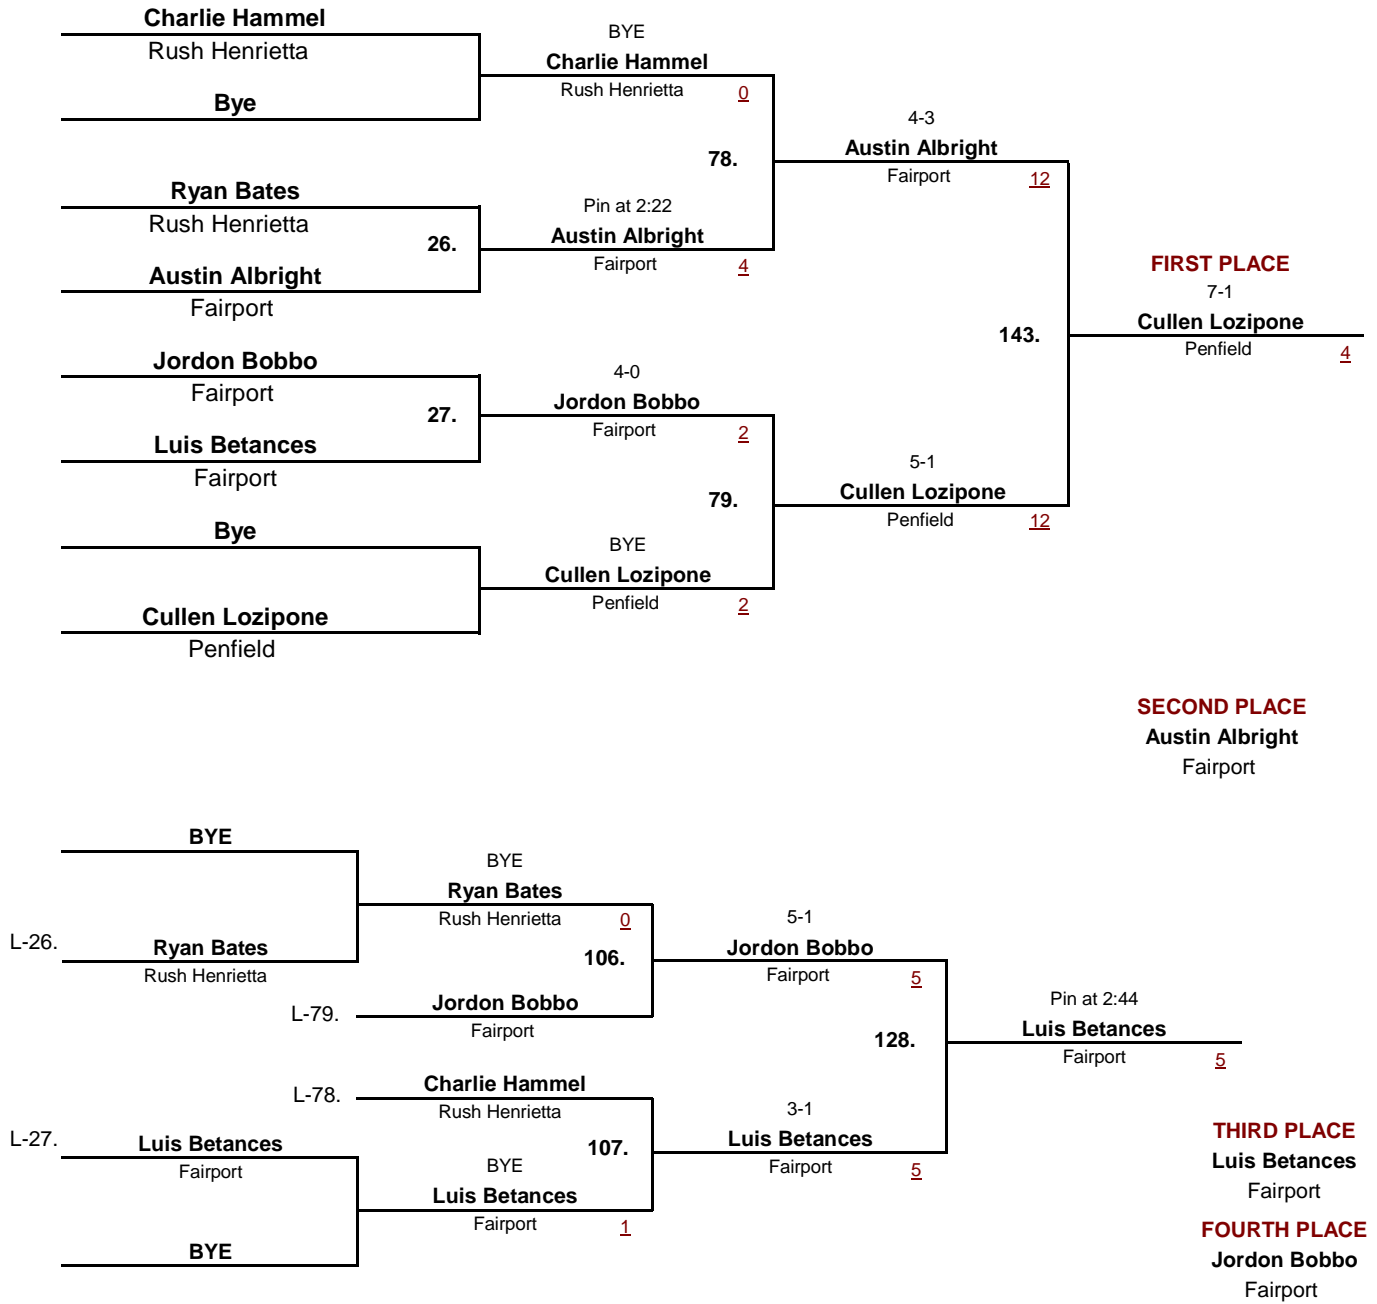 Charlie Hammel
Rush Henrietta
Bye
BYE
Charlie Hammel
Rush Henrietta 0
78.
4-3
Austin Albright
Fairport 12
Ryan Bates
Rush Henrietta
26.
Austin Albright
Fairport
Pin at 2:22
Austin Albright
Fairport 4
FIRST PLACE
7-1
Cullen Lozipone
Penfield 4
143.
Jordon Bobbo
Fairport
27.
Luis Betances
Fairport
4-0
Jordon Bobbo
Fairport 2
79.
5-1
Cullen Lozipone
Penfield 12
Bye
Cullen Lozipone
Penfield
BYE
Cullen Lozipone
Penfield 2
SECOND PLACE
Austin Albright
Fairport
BYE
L-26.
Ryan Bates
Rush Henrietta
BYE
Ryan Bates
Rush Henrietta 0
106.
L-79.
Jordon Bobbo
Fairport
5-1
Jordon Bobbo
Fairport 5
128.
Pin at 2:44
Luis Betances
Fairport 5
L-78.
Charlie Hammel
Rush Henrietta
107.
L-27.
Luis Betances
Fairport
BYE
BYE
Luis Betances
Fairport 1
3-1
Luis Betances
Fairport 5
THIRD PLACE
Luis Betances
Fairport
FOURTH PLACE
Jordon Bobbo
Fairport